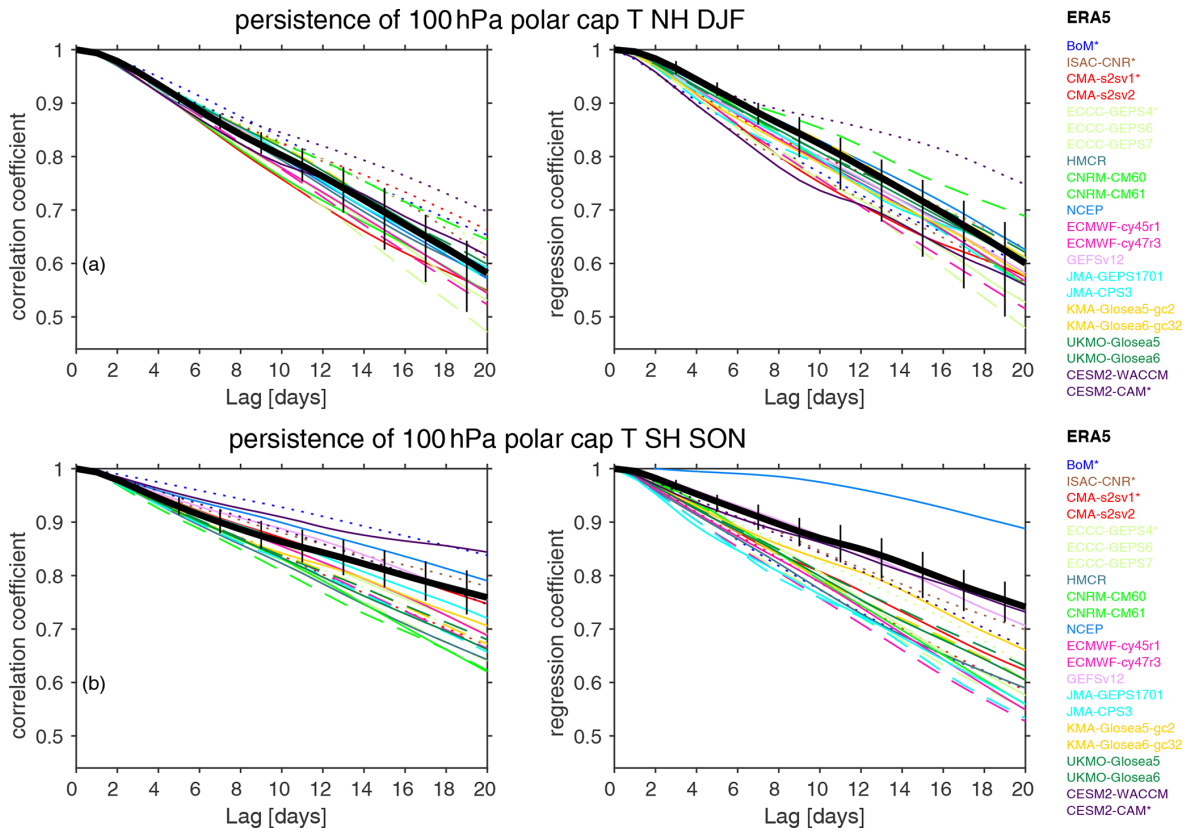 persistence of 100 hPa polar cap T NH DJF
correlation coefficient
1
0.9
0.8
0.7
0.6
0.5
(a)
0 2 4 6 8 10 12 14 16 18 20
Lag [days]
regression coefficient
1
0.9
0.8
0.7
0.6
0.5
0 2 4 6 8 10 12 14 16 18 20
Lag [days]
ERA5
BoM*
ISAC-CNR*
CMA-s2sv1*
CMA-s2sv2
ECCC-GEPS4*
ECCC-GEPS6
ECCC-GEPS7
HMCR
CNRM-CM60
CNRM-CM61
NCEP
ECMWF-cy45r1
ECMWF-cy47r3
GEFSv12
JMA-GEPS1701
JMA-CPS3
KMA-Glosea5-gc2
KMA-Glosea6-gc32
UKMO-Glosea5
UKMO-Glosea6
CESM2-WACCM
CESM2-CAM*
persistence of 100 hPa polar cap T SH SON
correlation coefficient
1
0.9
0.8
0.7
0.6
0.5
(b)
0 2 4 6 8 10 12 14 16 18 20
Lag [days]
regression coefficient
1
0.9
0.8
0.7
0.6
0.5
0 2 4 6 8 10 12 14 16 18 20
Lag [days]
ERA5
BoM*
ISAC-CNR*
CMA-s2sv1*
CMA-s2sv2
ECCC-GEPS4*
ECCC-GEPS6
ECCC-GEPS7
HMCR
CNRM-CM60
CNRM-CM61
NCEP
ECMWF-cy45r1
ECMWF-cy47r3
GEFSv12
JMA-GEPS1701
JMA-CPS3
KMA-Glosea5-gc2
KMA-Glosea6-gc32
UKMO-Glosea5
UKMO-Glosea6
CESM2-WACCM
CESM2-CAM*